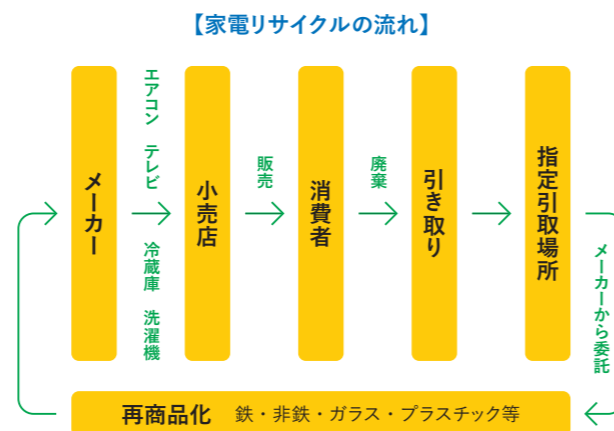 【家電リサイクルの流れ】
メーカー
エアコン テレビ
冷蔵庫 洗濯機
小売店
販売
消費者
廃棄
引き取り
指定引取場所
メーカーから委託
再商品化 鉄・非鉄・ガラス・プラスチック等